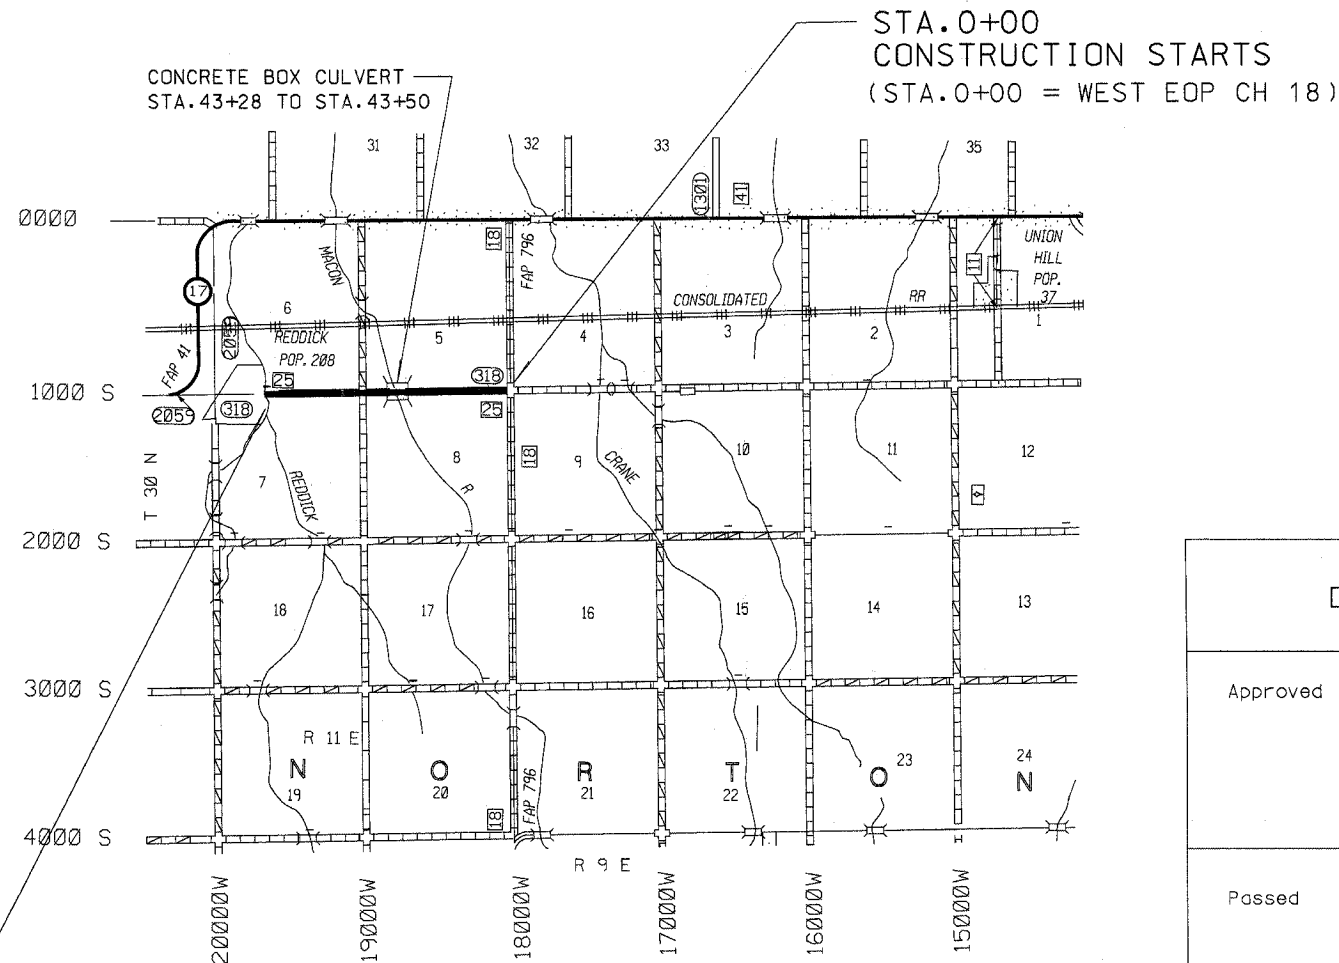 STA.0+00
CONSTRUCTION STARTS
(STA.0+00 = WEST EOP CH 18)
CONCRETE BOX CULVERT
STA.43+28 TO STA.43+50
31
32
33
35
1301
41
0000
18
FAP 796
MACON
11
UNION
HILL
POP.
37
17
6
CONSOLIDATED
RR
2059
REDDICK
POP. 208
5
4
3
2
1
FAP 41
25
318
1000 S
2059
318
25
T 30 N
7
REDDICK
8
R
18
9
CRANE
10
11
12
2000 S
18
17
16
15
14
13
Approved
3000 S
R 11 E
N
O
R
T
O
N
19
20
21
22
23
24
18
FAP 796
4000 S
R 9 E
Passed
20000W
19000W
18000W
17000W
16000W
15000W